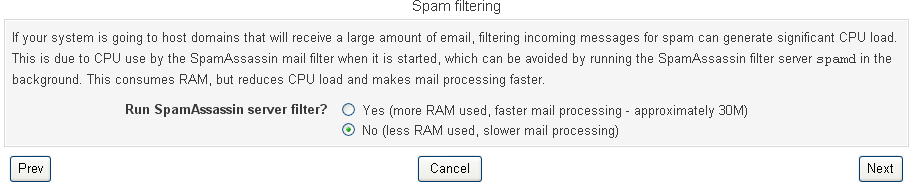 Spam filtering
If your system is going to host domains that will receive a large amount of email, filtering incoming messages for spam can generate significant CPU load.
This is due to CPU use by the SpamAssassin mail filter when it is started, which can be avoided by running the SpamAssassin filter server spamd in the
background. This consumes RAM, but reduces CPU load and makes mail processing faster.
Run SpamAssassin server filter? Yes (more RAM used, faster mail processing - approximately 30M)
No (less RAM used, slower mail processing)
Prev Cancel Next